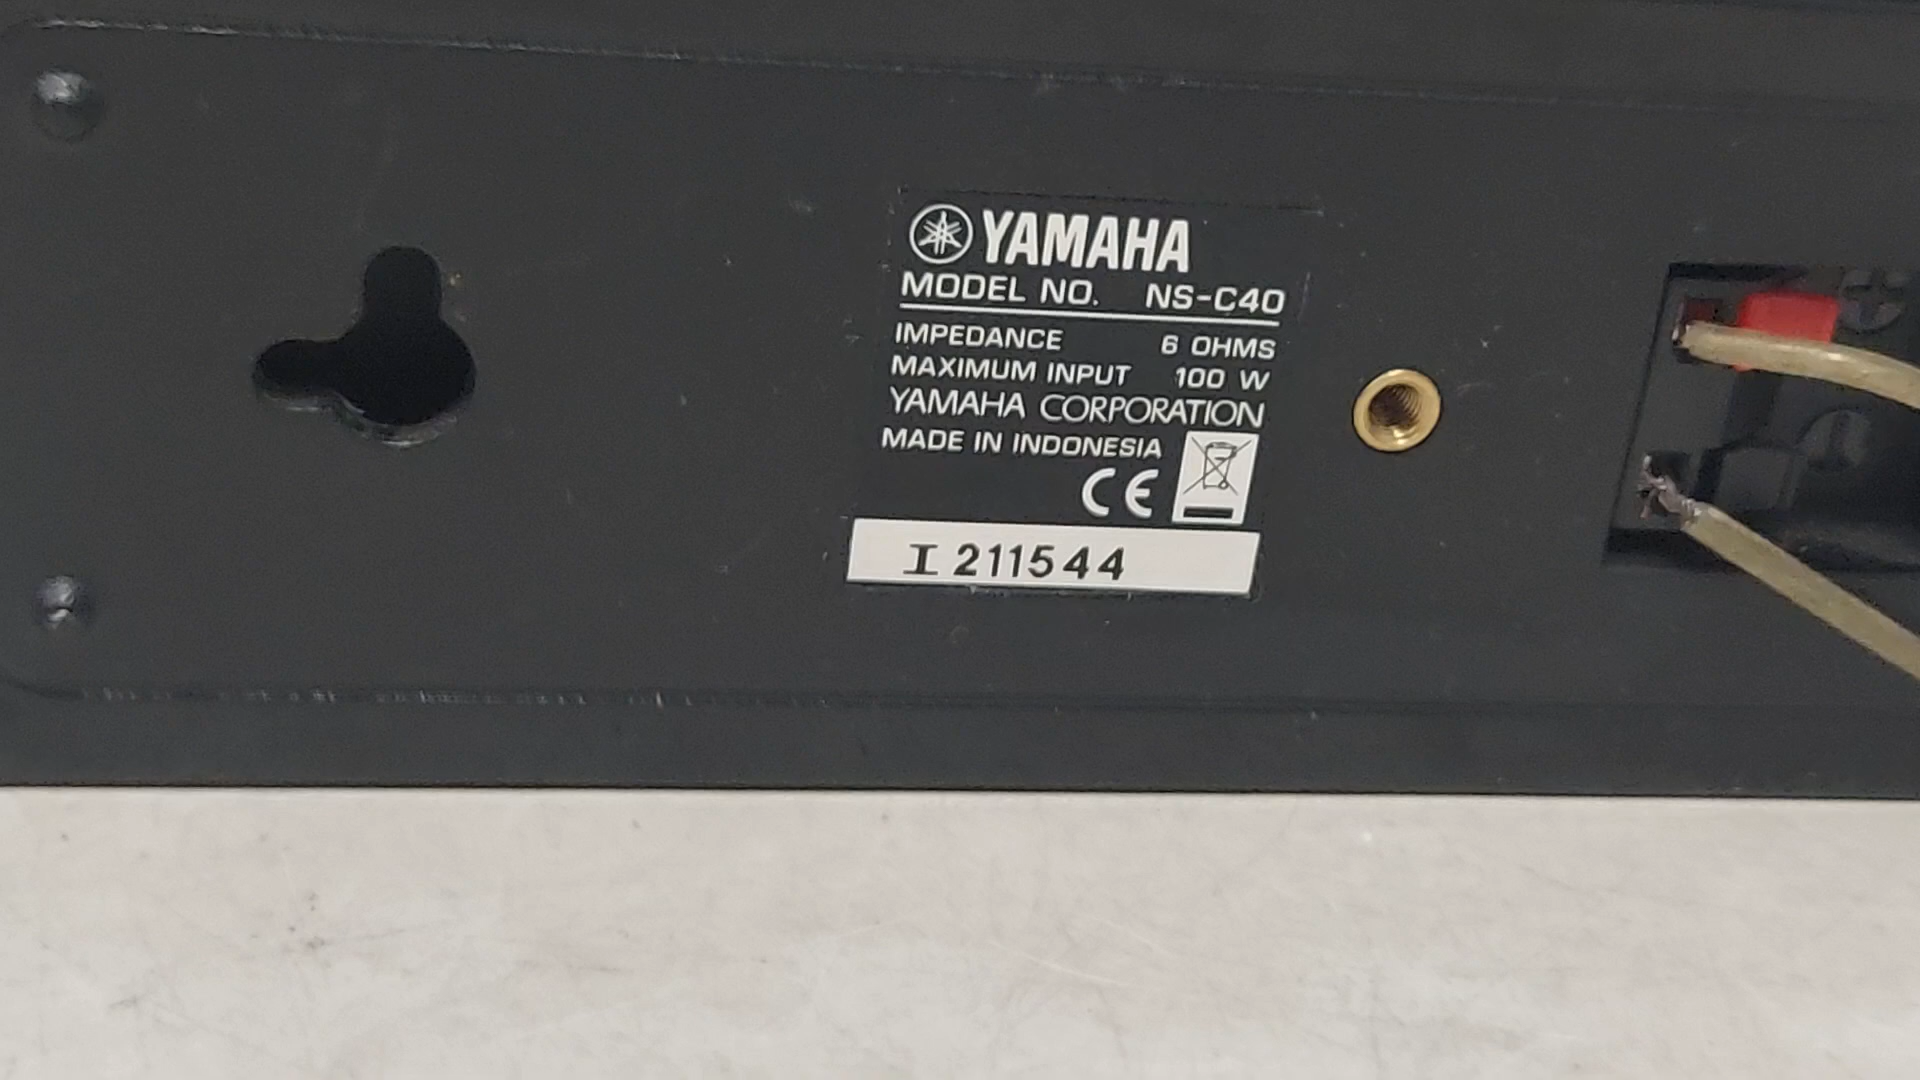 YAMAHA
MODEL NO. NS-C40
IMPEDANCE 6 OHMS
MAXIMUM INPUT 100 W
YAMAHA CORPORATION
MADE IN INDONESIA
CE
I 211544